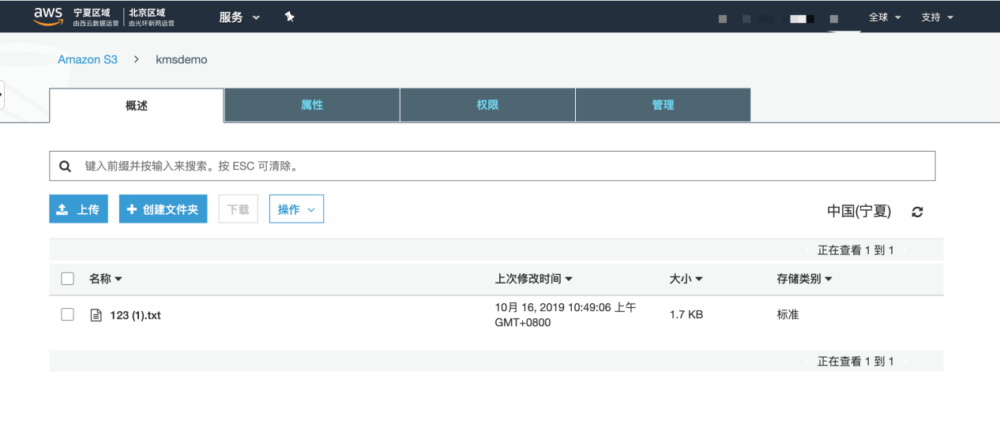 aws 宁夏区域 北京区域 服务 全球 支持
由西云数据运营 由光环新网运营
Amazon S3 > kmsdemo
概述 属性 权限 管理
键入前缀并按输入来搜索。按 ESC 可清除。
上传 创建文件夹 下载 操作 中国(宁夏)
正在查看 1 到 1
名称 上次修改时间 大小 存储类别
123 (1).txt 10月 16, 2019 10:49:06 上午 1.7 KB 标准
GMT+0800
正在查看 1 到 1